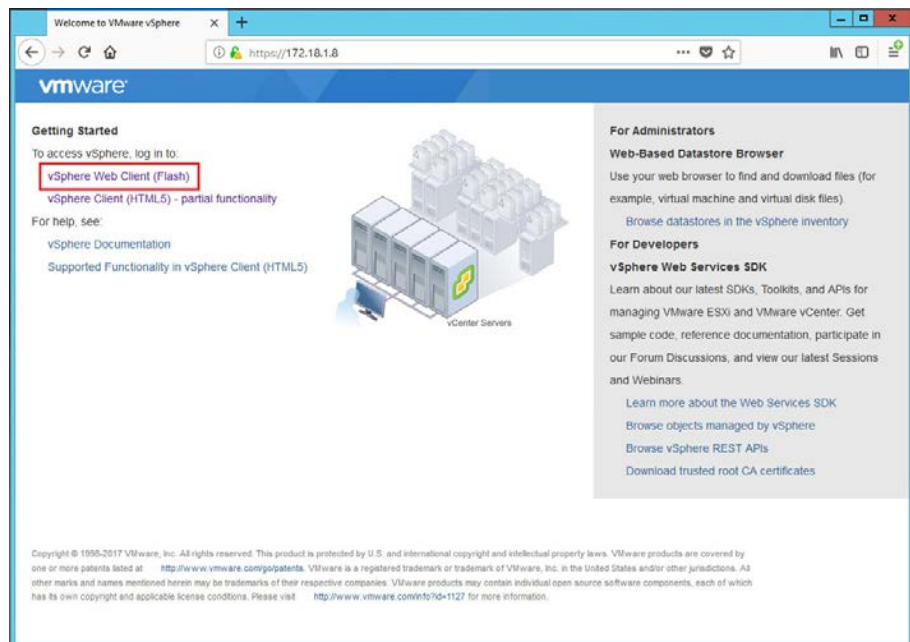 Welcome to VMware vSphere
https://172.18.1.8
vmware
Getting Started
To access vSphere, log in to:
vSphere Web Client (Flash)
vSphere Client (HTML5) - partial functionality
For help, see:
vSphere Documentation
Supported Functionality in vSphere Client (HTML5)
vCenter Servers
For Administrators
Web-Based Datastore Browser
Use your web browser to find and download files (for
example, virtual machine and virtual disk files).
Browse datastores in the vSphere inventory
For Developers
vSphere Web Services SDK
Learn about our latest SDKs, Toolkits, and APIs for
managing VMware ESXi and VMware vCenter. Get
sample code, reference documentation, participate in
our Forum Discussions, and view our latest Sessions
and Webinars.
Learn more about the Web Services SDK
Browse objects managed by vSphere
Browse vSphere REST APIs
Download trusted root CA certificates
Copyright © 1998-2017 VMware, Inc. All rights reserved. This product is protected by U.S. and international copyright and intellectual property laws. VMware products are covered by
one or more patents listed at http://www.vmware.com/go/patents. VMware is a registered trademark or trademark of VMware, Inc. in the United States and/or other jurisdictions. All
other marks and names mentioned herein may be trademarks of their respective companies. VMware products may contain individual open source software components, each of which
has its own copyright and applicable license conditions. Please visit http://www.vmware.com/info?id=1127 for more information.